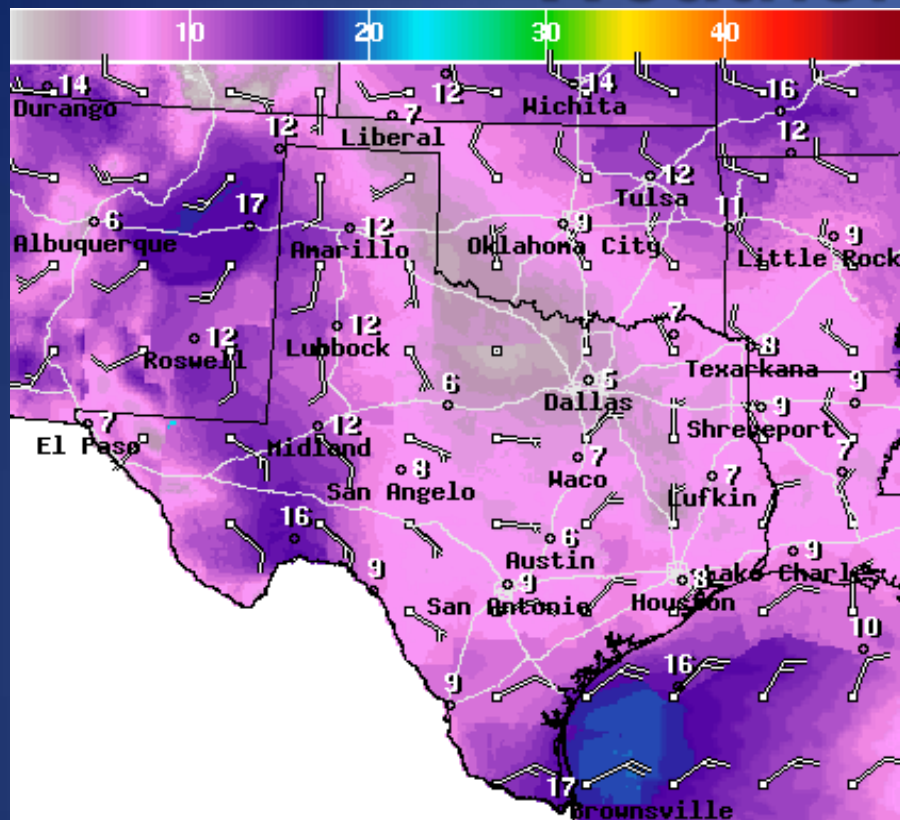 10 20 30 40
14
Durango
12
14
Wichita
16
7
Liberal
12
12
12
Tulsa
17
6
Albuquerque
12
Amarillo
9
Oklahoma City
11
9
Little Rock
12
Roswell
12
Lubbock
7
8
Texarkana
6
5
Dallas
9
Shreveport
9
7
El Paso
12
Midland
8
San Angelo
7
Waco
7
Lufkin
7
16
6
Austin
9
9
San Antonio
8
Houston
9
Lake Charles
10
9
16
17
Brownsville